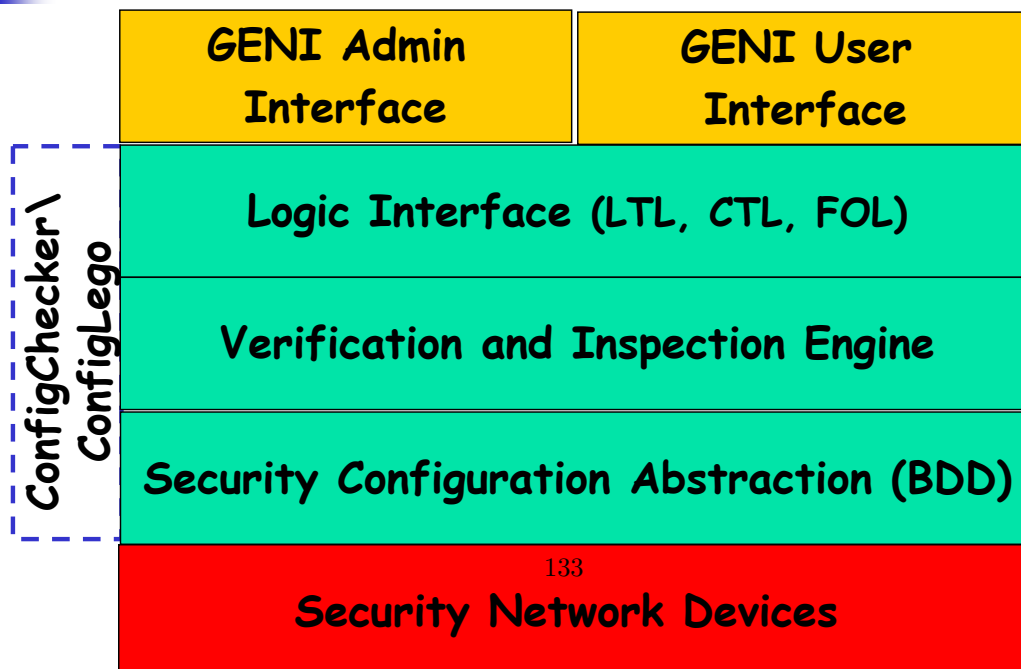 GENI Admin
Interface
GENI User
Interface
ConfigChecker\
ConfigLego
Logic Interface (LTL, CTL, FOL)
Verification and Inspection Engine
Security Configuration Abstraction (BDD)
133
Security Network Devices